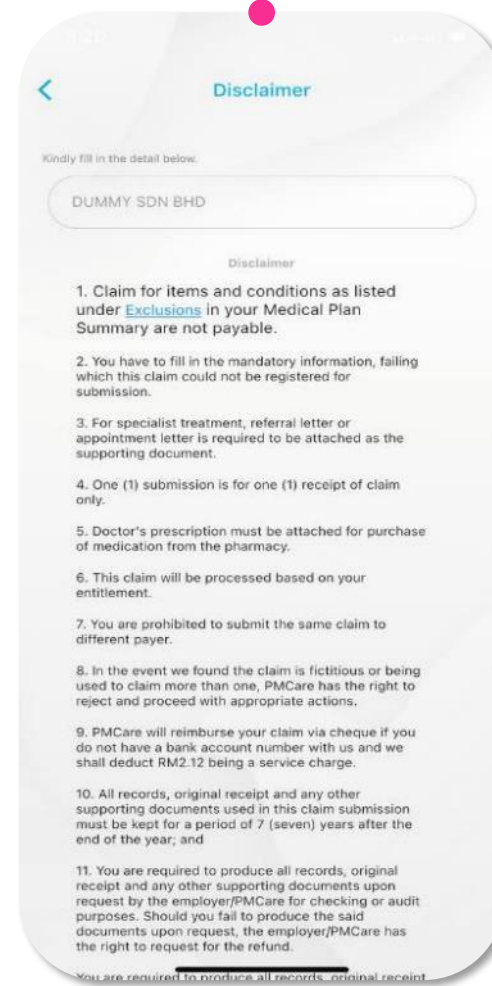 Disclaimer
Kindly fill in the detail below.
DUMMY SDN BHD
Disclaimer
1. Claim for items and conditions as listed
under Exclusions in your Medical Plan
Summary are not payable.
2. You have to fill in the mandatory information, failing
which this claim could not be registered for
submission.
3. For specialist treatment, referral letter or
appointment letter is required to be attached as the
supporting document.
4. One (1) submission is for one (1) receipt of claim
only.
5. Doctor's prescription must be attached for purchase
of medication from the pharmacy.
6. This claim will be processed based on your
entitlement.
7. You are prohibited to submit the same claim to
different payer.
8. In the event we found the claim is fictitious or being
used to claim more than one, PMCare has the right to
reject and proceed with appropriate actions.
9. PMCare will reimburse your claim via cheque if you
do not have a bank account number with us and we
shall deduct RM2.12 being a service charge.
10. All records, original receipt and any other
supporting documents used in this claim submission
must be kept for a period of 7 (seven) years after the
end of the year; and
11. You are required to produce all records, original
receipt and any other supporting documents upon
request by the employer/PMCare for checking or audit
purposes. Should you fail to produce the said
documents upon request, the employer/PMCare has
the right to request for the refund.
You are required to produce all records, original receipt